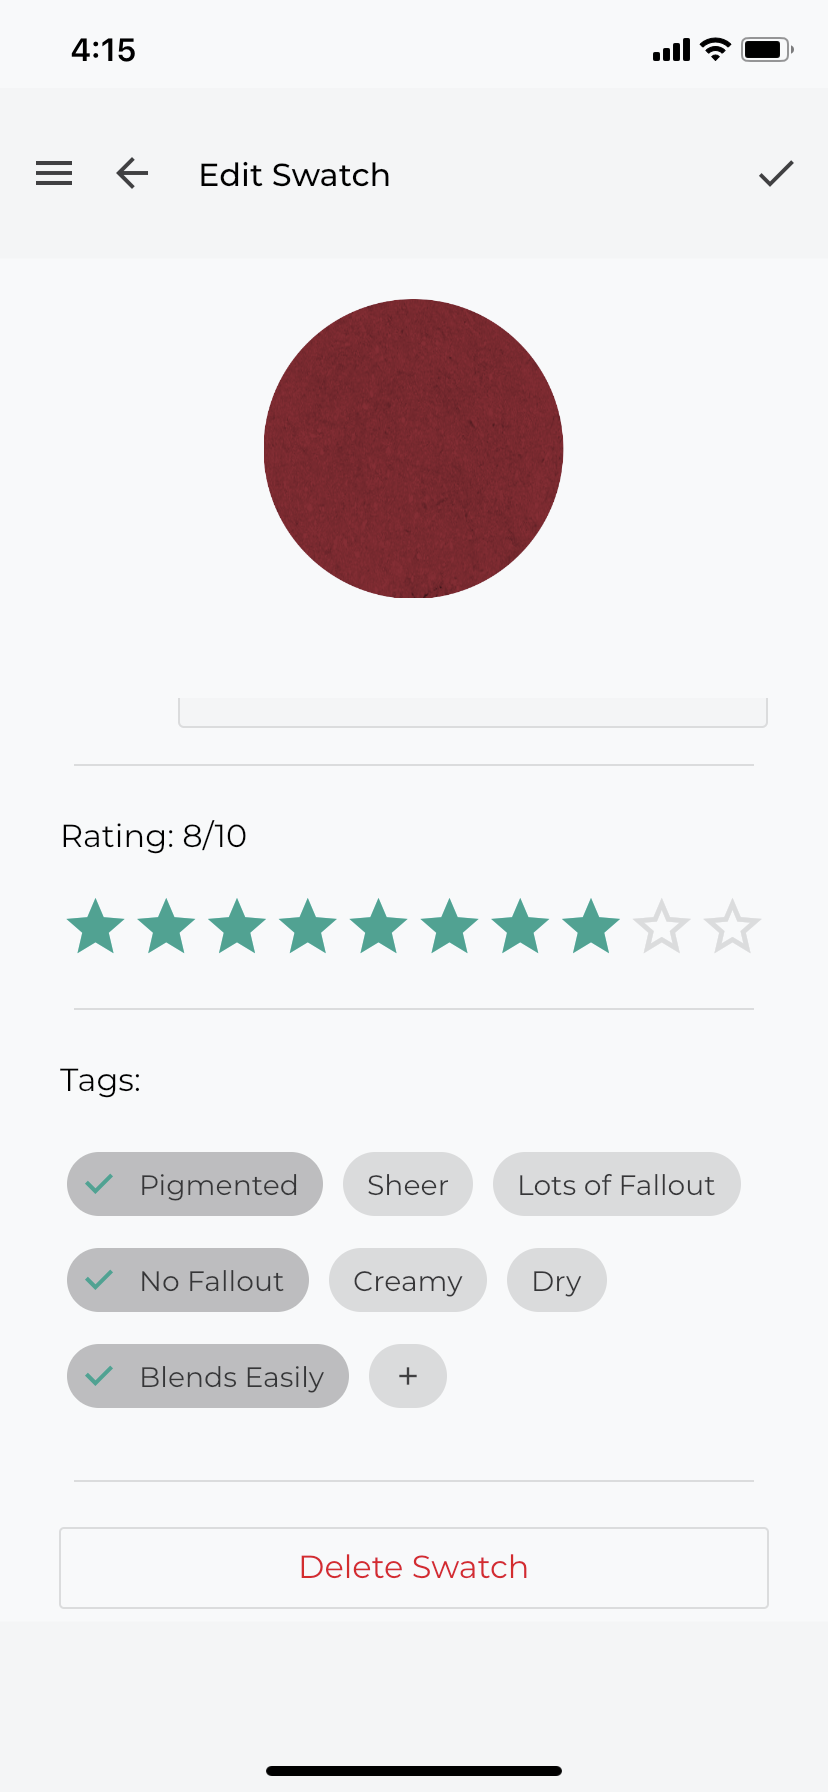 4:15
Edit Swatch
Rating: 8/10
Tags:
Pigmented Sheer Lots of Fallout
No Fallout Creamy Dry
Blends Easily +
Delete Swatch